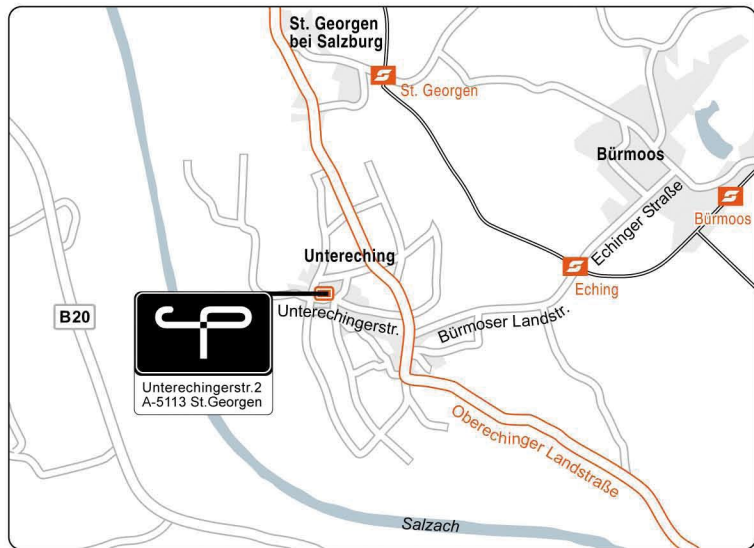 St. Georgen
bei Salzburg
St. Georgen
Bürmoos
Bürmoos
Echinger Straße
Untereching
Eching
B20
Unterechingerstr.
Bürmoser Landstr.
Unterechingerstr.2
A-5113 St.Georgen
Oberechinger Landstraße
Salzach